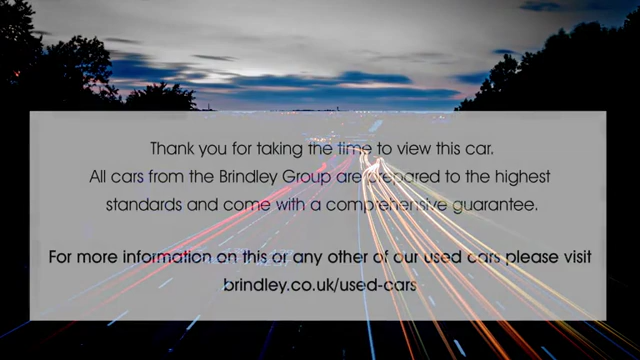 Thank you for taking the time to view this car.
All cars from the Brindley Group are prepared to the highest
standards and come with a comprehensive guarantee.
For more information on this or any other of our used cars please visit
brindley.co.uk/used-cars